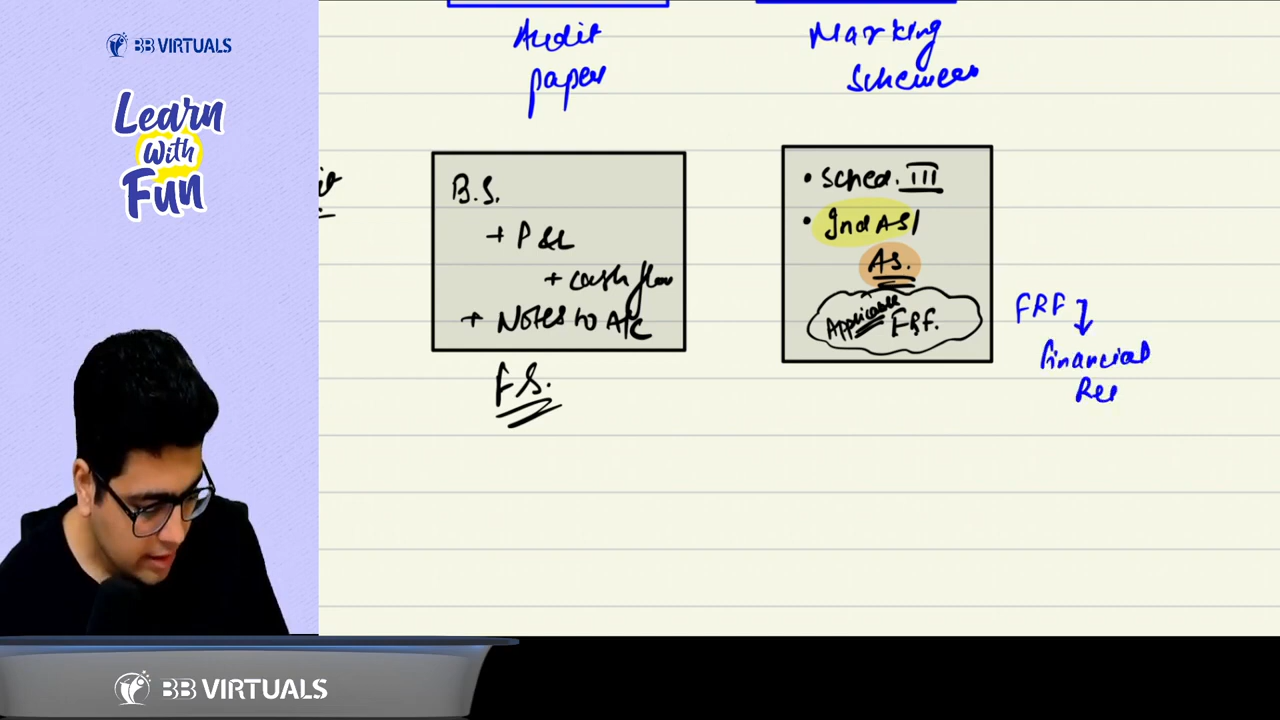 BB VIRTUALS
Learn
With
Fun
Audit
paper
Marking
Schemes
B.S.
+ P&L
+ Cash flow
+ Notes to A/c
F.S.
• Sched. III
• Ind AS/
AS.
Applicable
FRF.
FRF
Financial
Rep
BB VIRTUALS